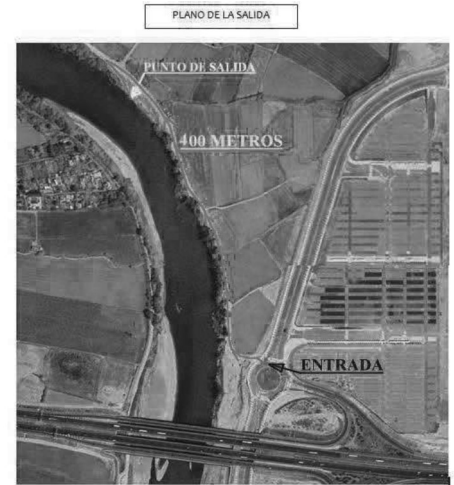 PLANO DE LA SALIDA
PUNTO DE SALIDA
400 METROS
ENTRADA